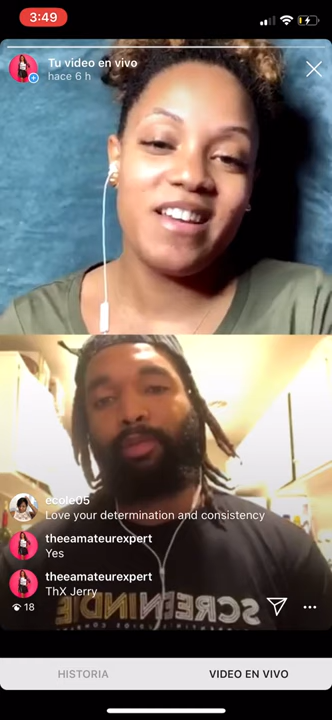 3:49
Tu video en vivo
hace 6 h
ecole05
Love your determination and consistency
theeamateurexpert
Yes
theeamateurexpert
ThX Jerry
18
SCREENINDIE
HISTORIA
VIDEO EN VIVO